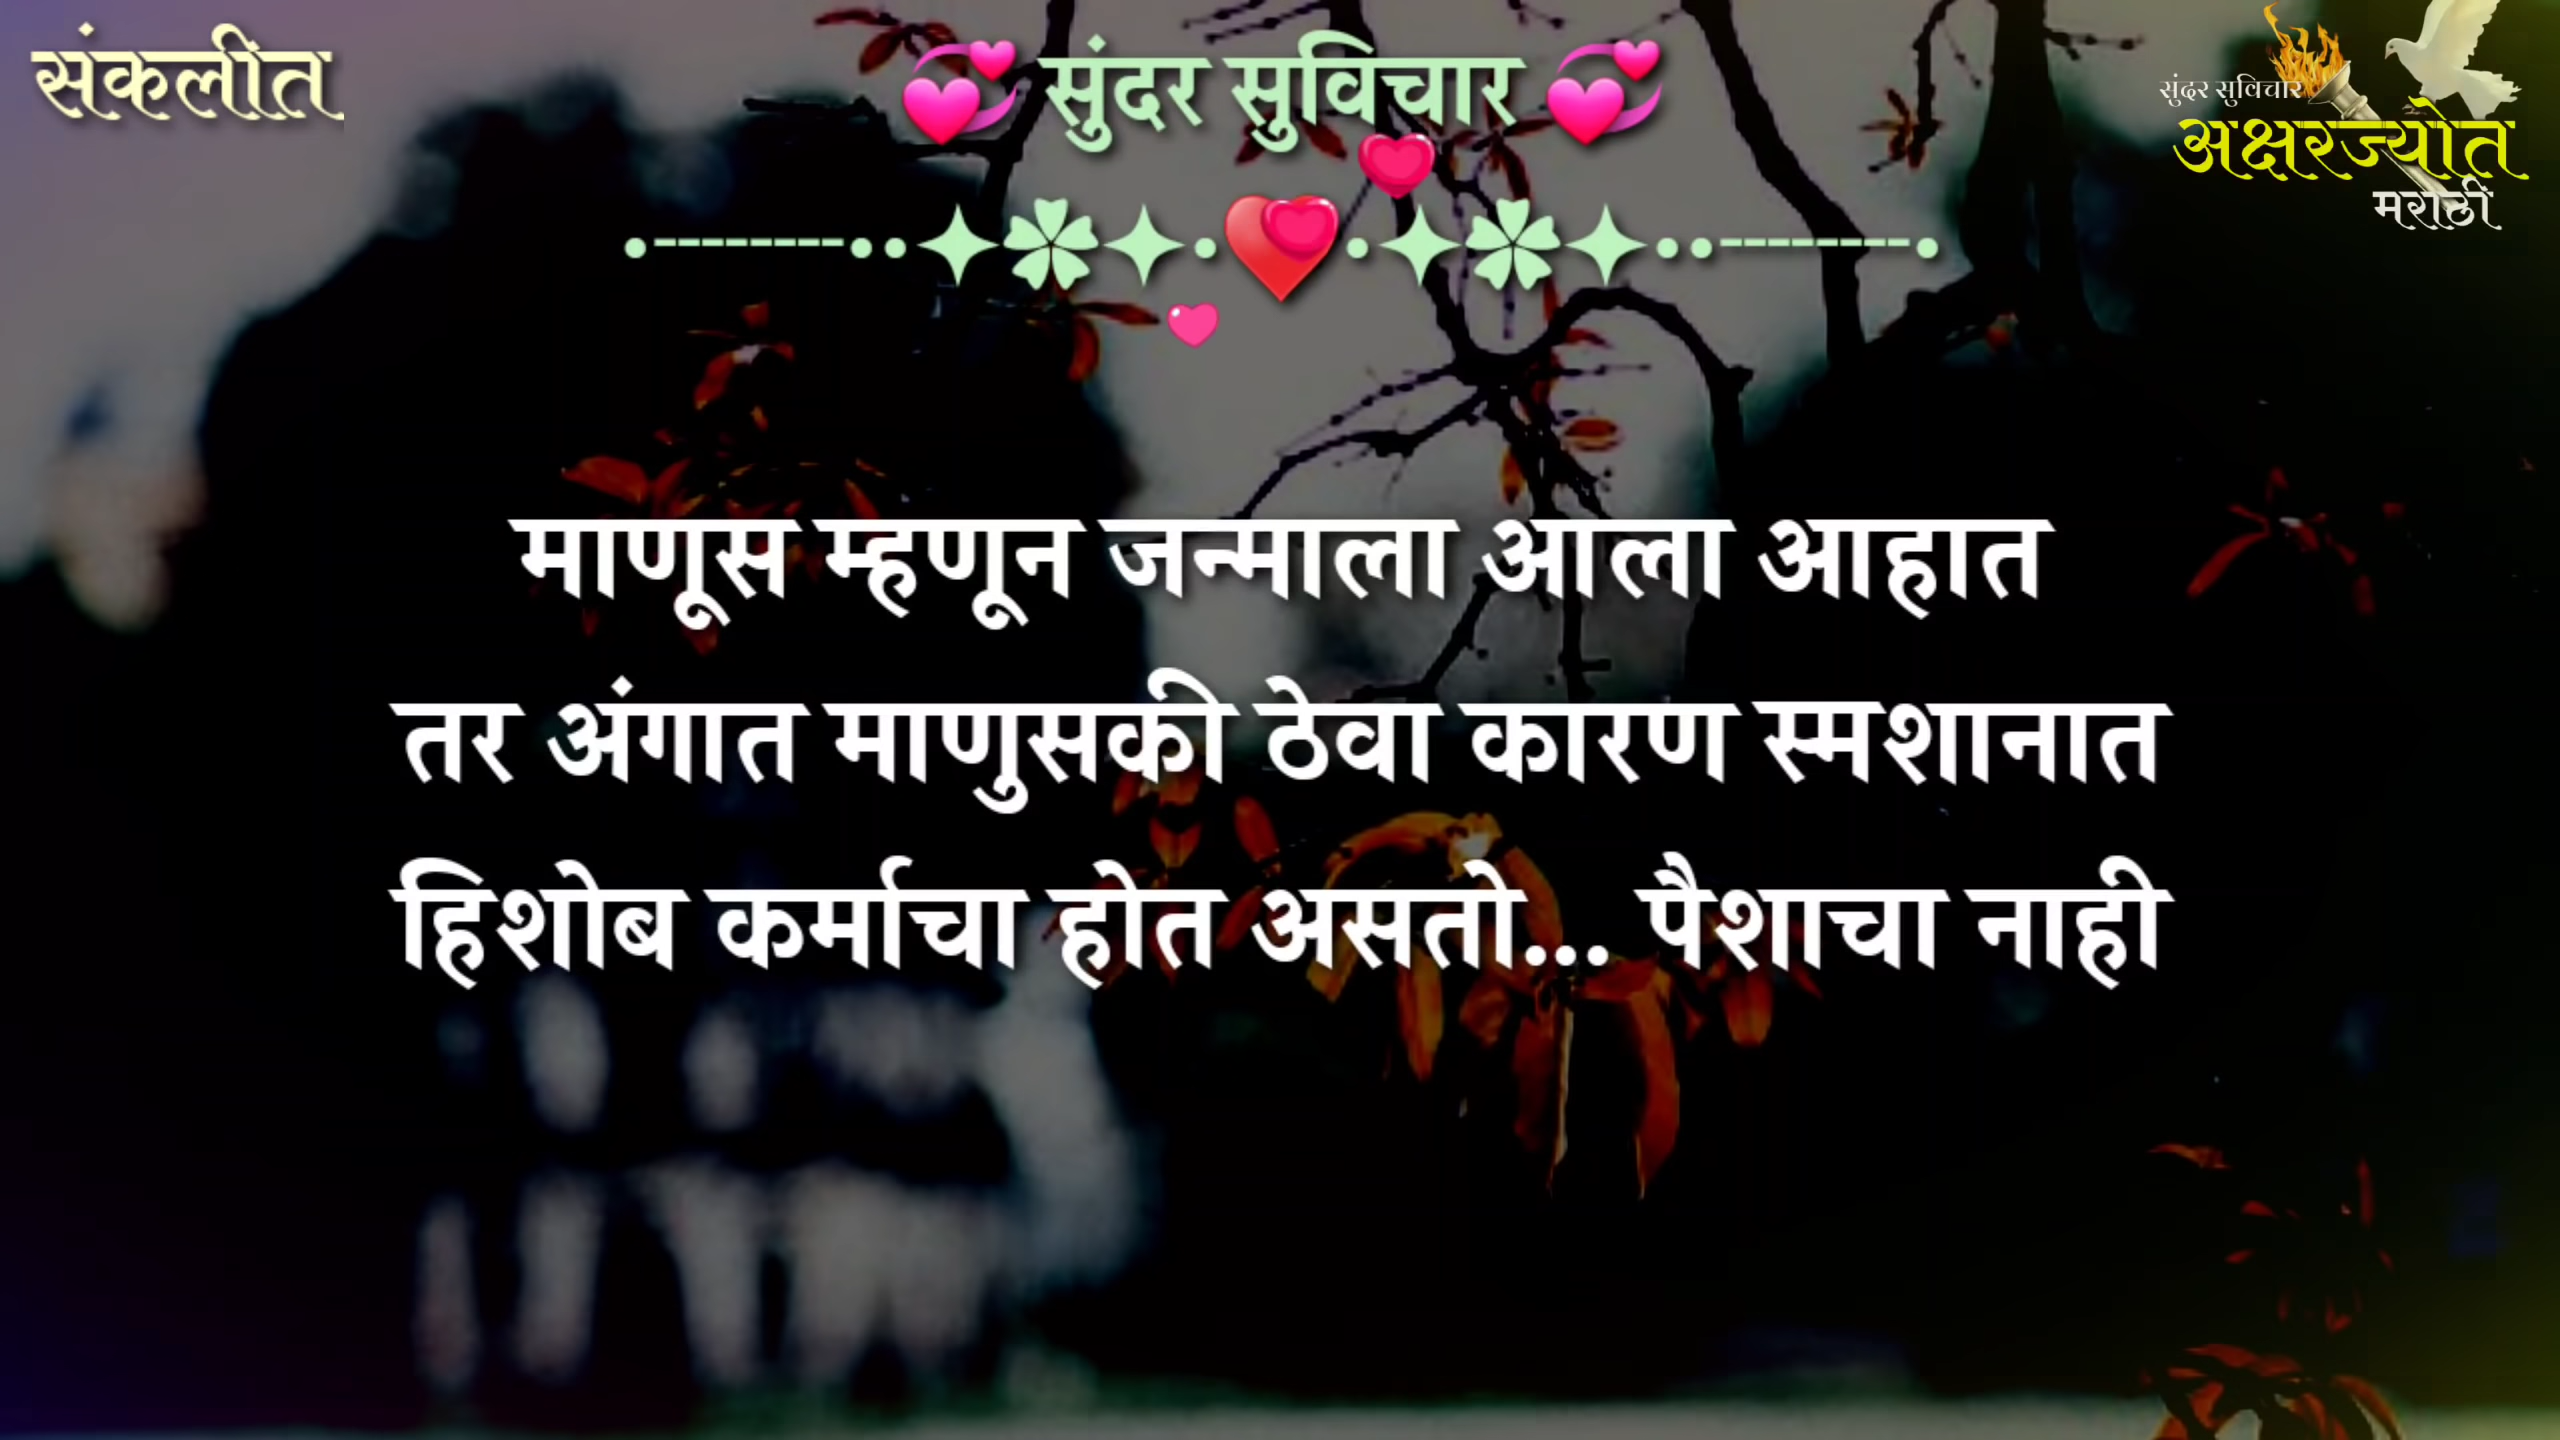 संकलीत
💞 सुंदर सुविचार 💞
•--------••✦✤✦•💖•✦✤✦••--------•
सुंदर सुविचार
अक्षरज्योत
मराठी
माणूस म्हणून जन्माला आला आहात
तर अंगात माणुसकी ठेवा कारण स्मशानात
हिशोब कर्माचा होत असतो... पैशाचा नाही